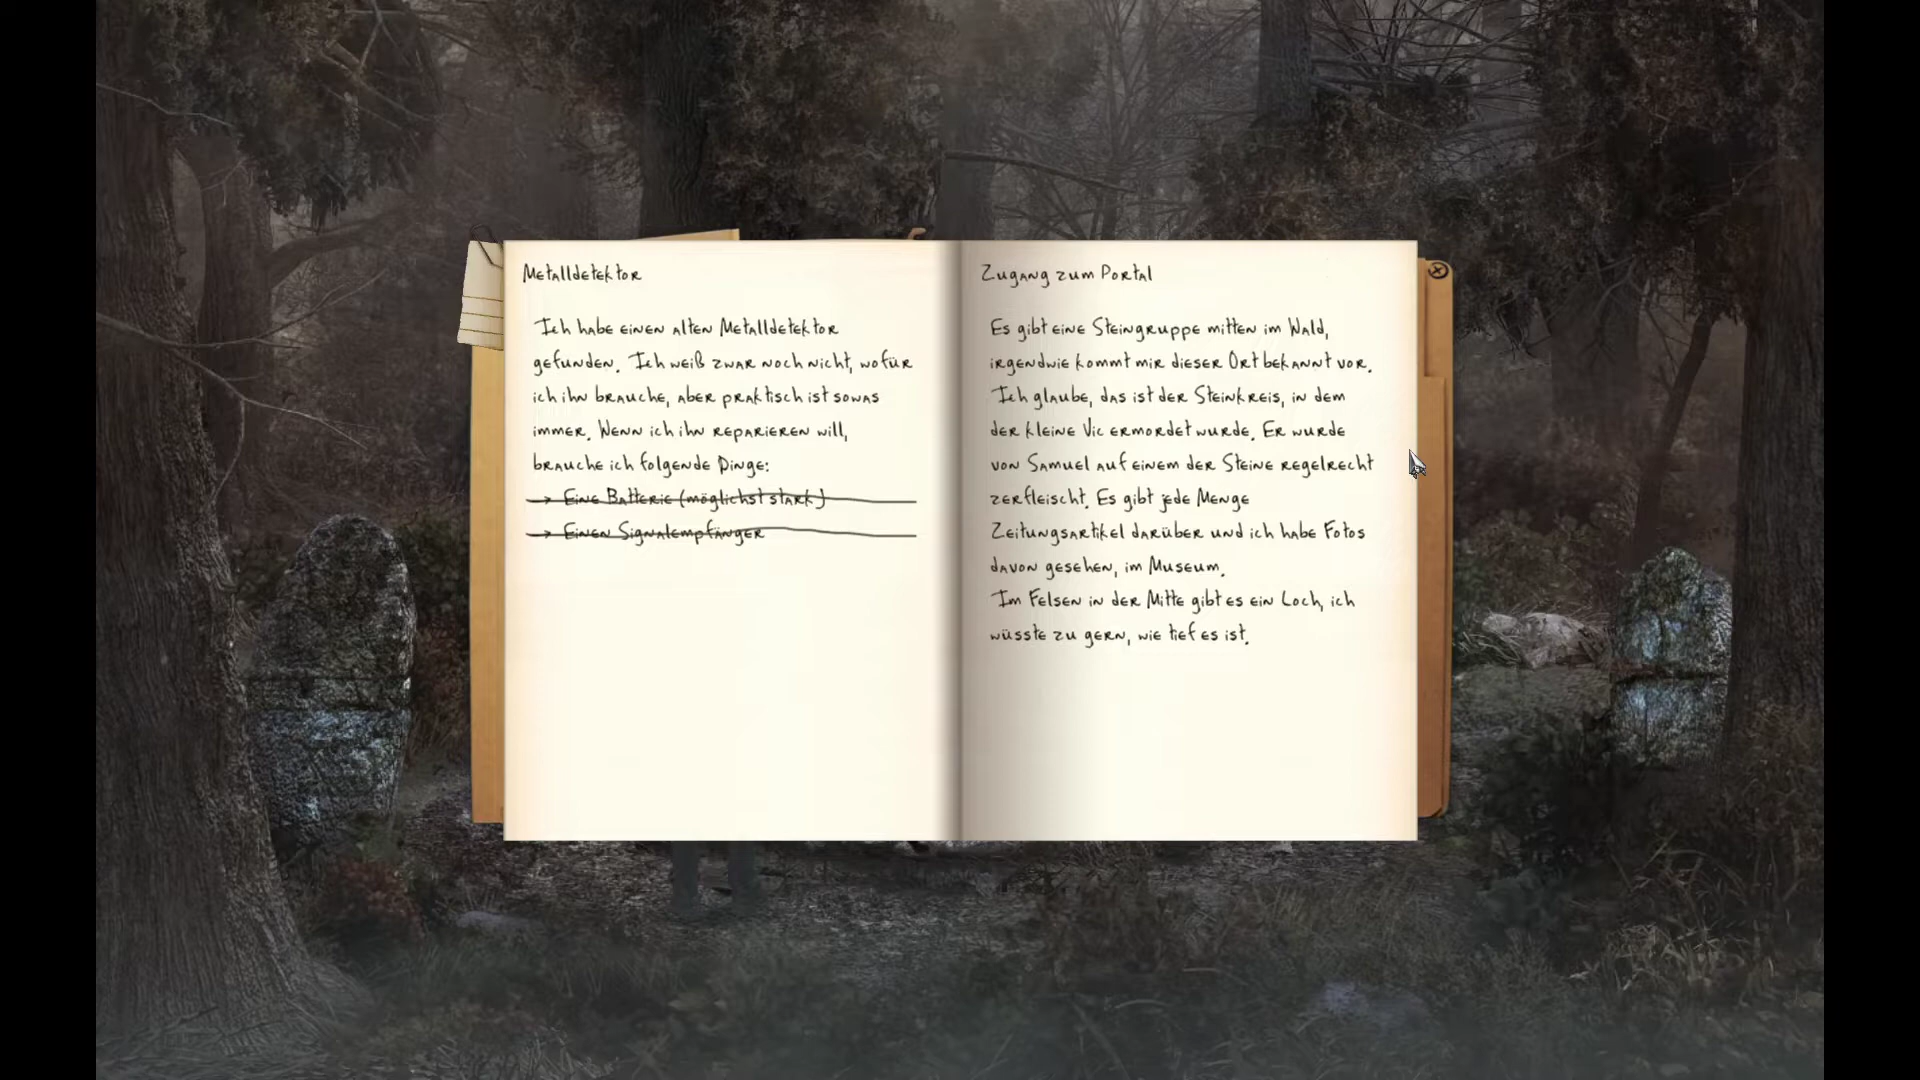 Metalldetektor
Ich habe einen alten Metalldetektor
gefunden. Ich weiß zwar noch nicht, wofür
ich ihn brauche, aber praktisch ist sowas
immer. Wenn ich ihn reparieren will,
brauche ich folgende Dinge:
→ Eine Batterie (möglichst stark)
→ Einen Signalempfänger
Zugang zum Portal
Es gibt eine Steingruppe mitten im Wald,
irgendwie kommt mir dieser Ort bekannt vor.
Ich glaube, das ist der Steinkreis, in dem
der kleine Vic ermordet wurde. Er wurde
von Samuel auf einem der Steine regelrecht
zerfleischt. Es gibt jede Menge
Zeitungsartikel darüber und ich habe Fotos
davon gesehen, im Museum.
Im Felsen in der Mitte gibt es ein Loch, ich
wüsste zu gern, wie tief es ist.